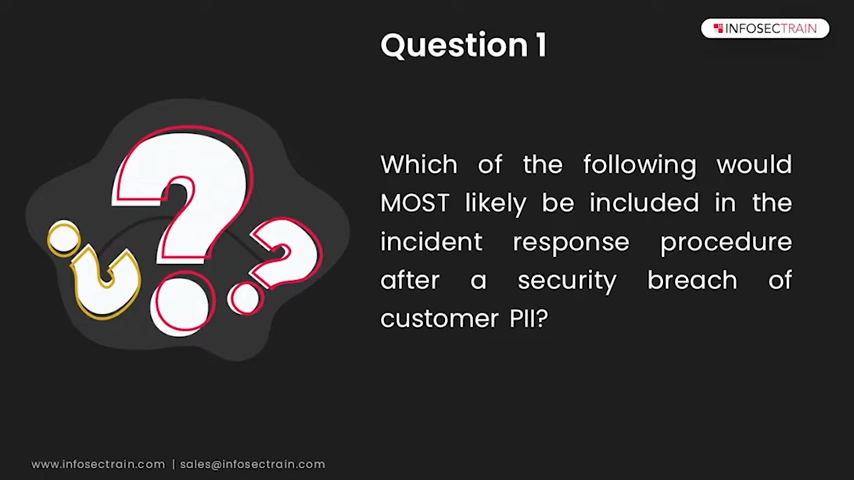 Question 1
INFOSECTRAIN
Which of the following would
MOST likely be included in the
incident response procedure
after a security breach of
customer PII?
www.infosectrain.com | sales@infosectrain.com